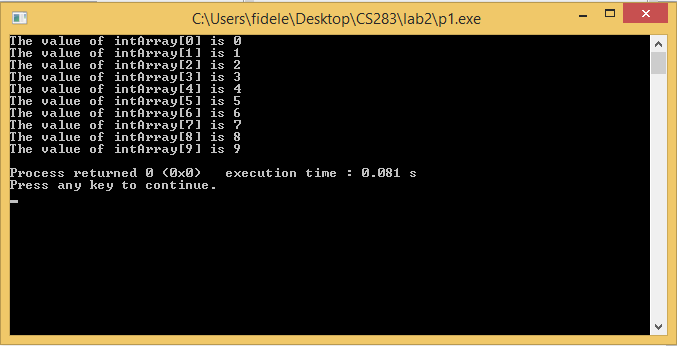 C:\Users\fidele\Desktop\CS283\lab2\p1.exe
The value of intArray[0] is 0
The value of intArray[1] is 1
The value of intArray[2] is 2
The value of intArray[3] is 3
The value of intArray[4] is 4
The value of intArray[5] is 5
The value of intArray[6] is 6
The value of intArray[7] is 7
The value of intArray[8] is 8
The value of intArray[9] is 9
Process returned 0 (0x0)   execution time : 0.081 s
Press any key to continue.